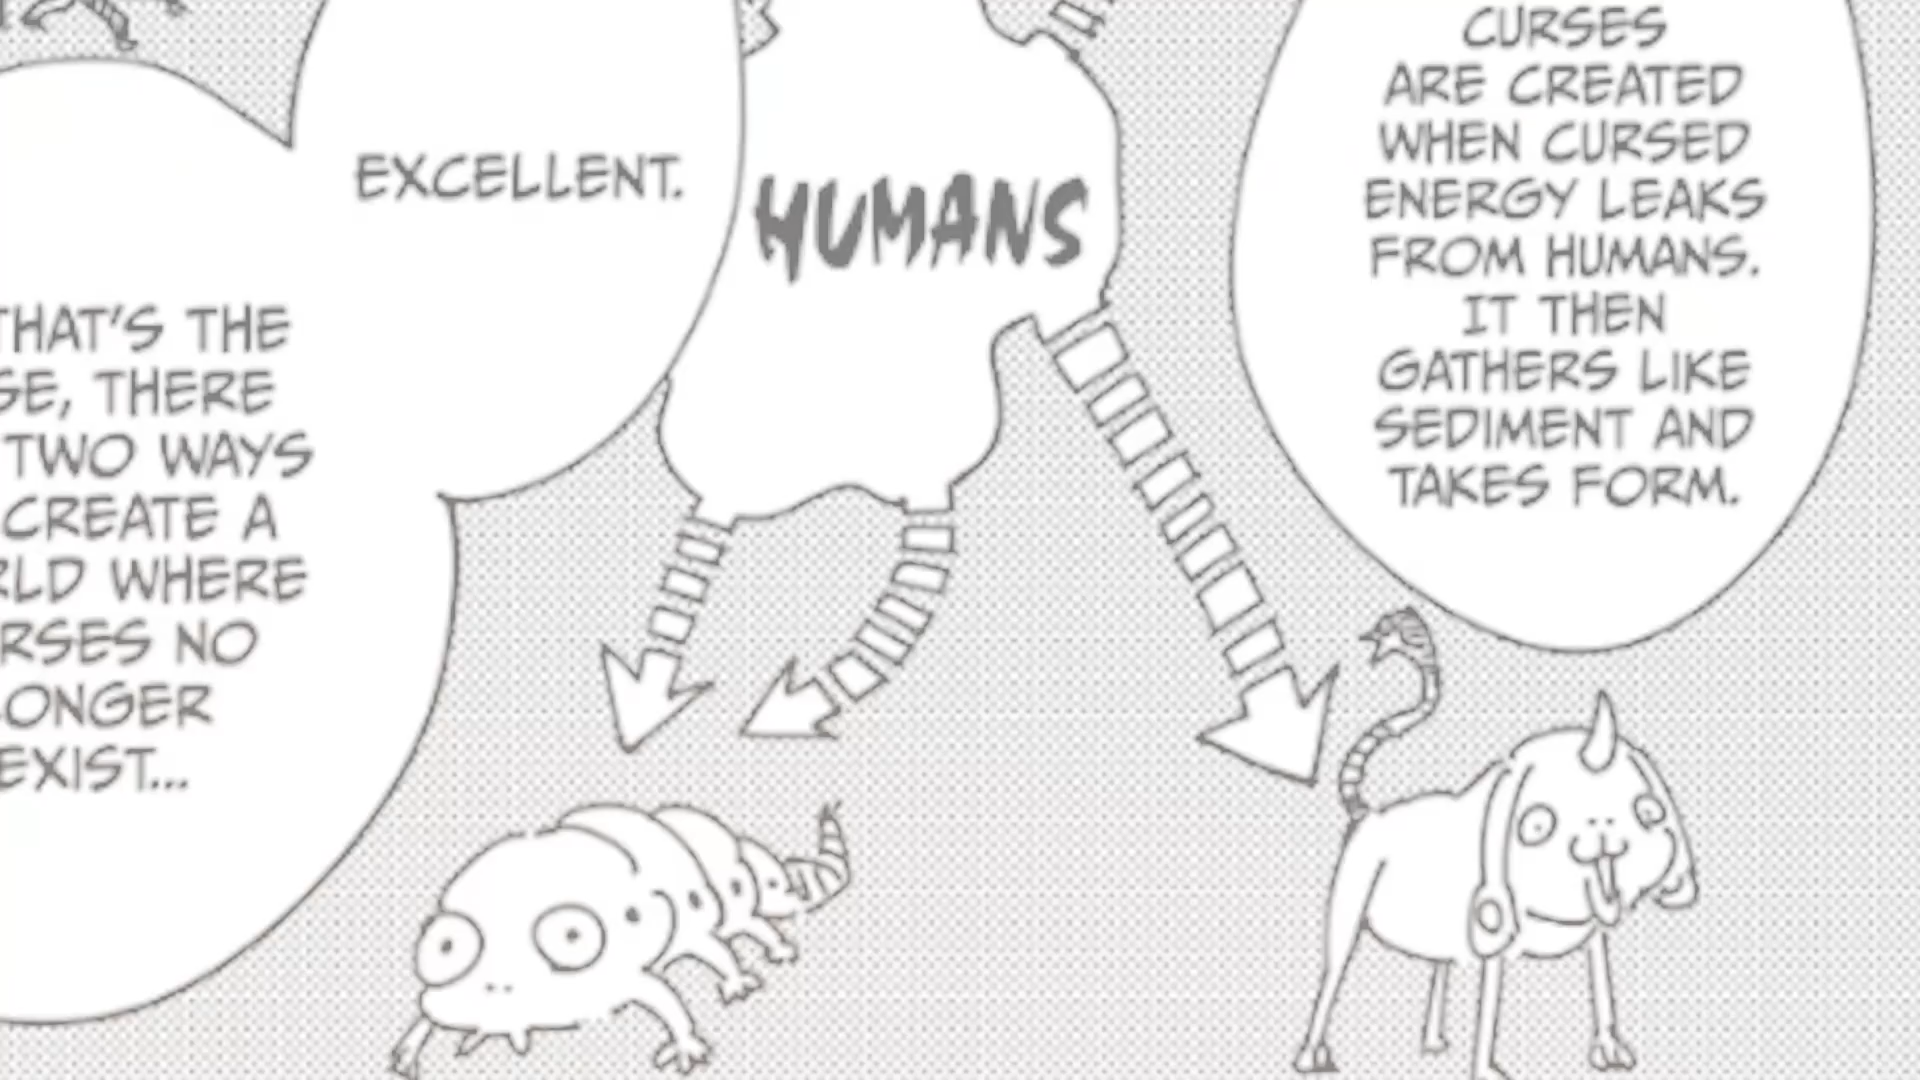 CURSES
ARE CREATED
WHEN CURSED
ENERGY LEAKS
FROM HUMANS.
IT THEN
GATHERS LIKE
SEDIMENT AND
TAKES FORM.
HUMANS
EXCELLENT.
THAT'S THE
THERE
TWO WAYS
CREATE A
WHERE
NO
EXIST...